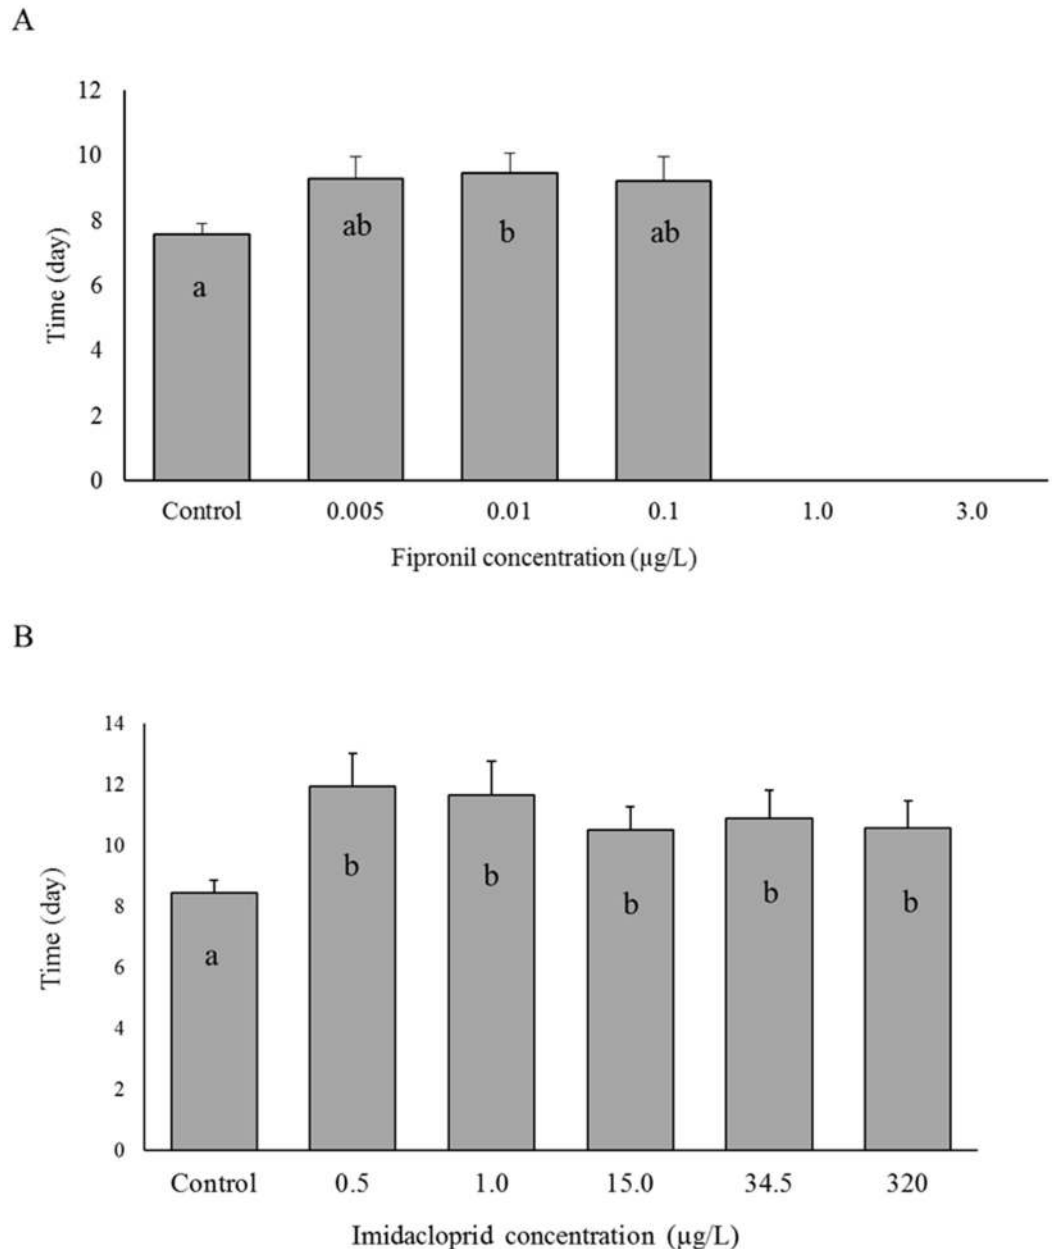 A
12
10
8
6
4
2
0
Time (day)
a
ab
b
ab
Control 0.005 0.01 0.1 1.0 3.0
Fipronil concentration (µg/L)
B
14
12
10
8
6
4
2
0
Time (day)
a
b
b
b
b
b
Control 0.5 1.0 15.0 34.5 320
Imidacloprid concentration (µg/L)